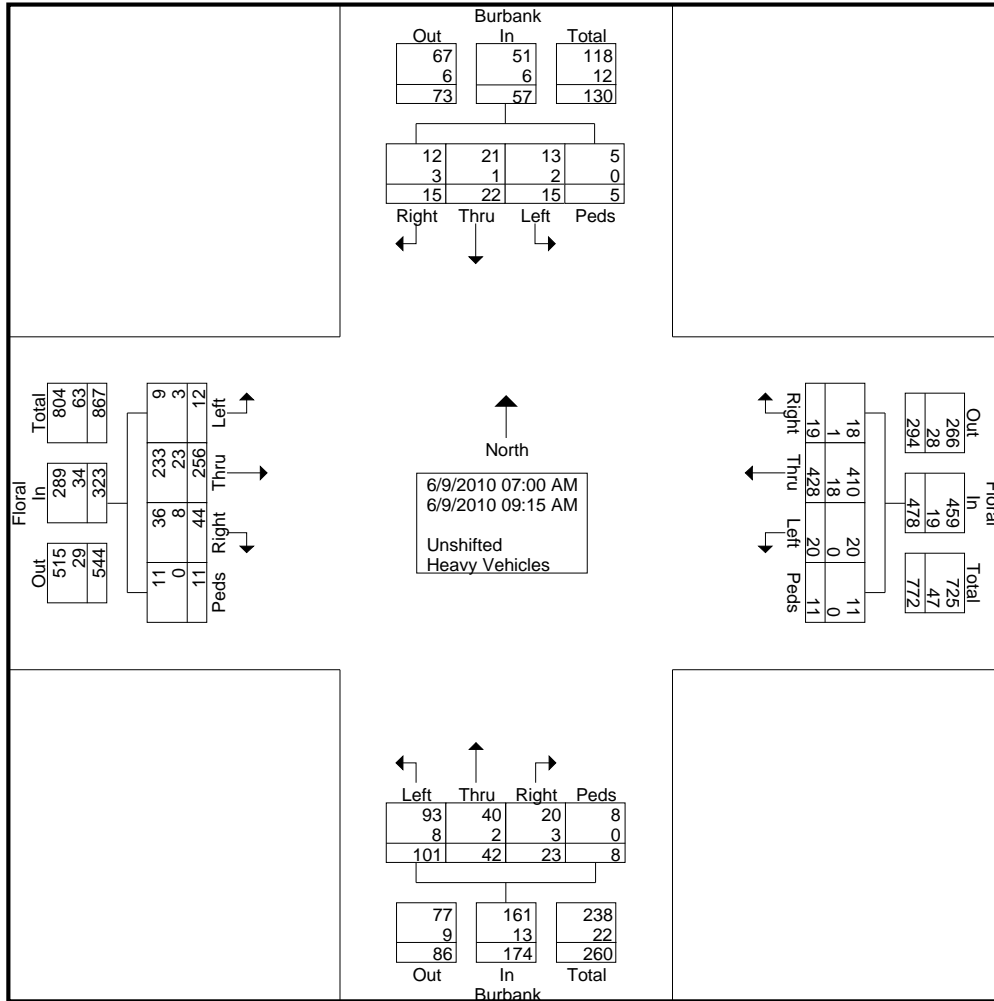 Burbank
Out In Total
67 51 118
6 6 12
73 57 130
12 21 13 5
3 1 2 0
15 22 15 5
Right Thru Left Peds
Floral
Total In Out
804 289 515
63 34 29
867 323 544
9 233 36 11
3 23 8 0
12 256 44 11
Left Thru Right Peds
North
6/9/2010 07:00 AM
6/9/2010 09:15 AM
Unshifted
Heavy Vehicles
Floral
Out In Total
266 459 725
28 19 47
294 478 772
18 410 20 11
1 18 0 0
19 428 20 11
Right Thru Left Peds
Left Thru Right Peds
93 40 20 8
8 2 3 0
101 42 23 8
77 161 238
9 13 22
86 174 260
Out In Total
Burbank